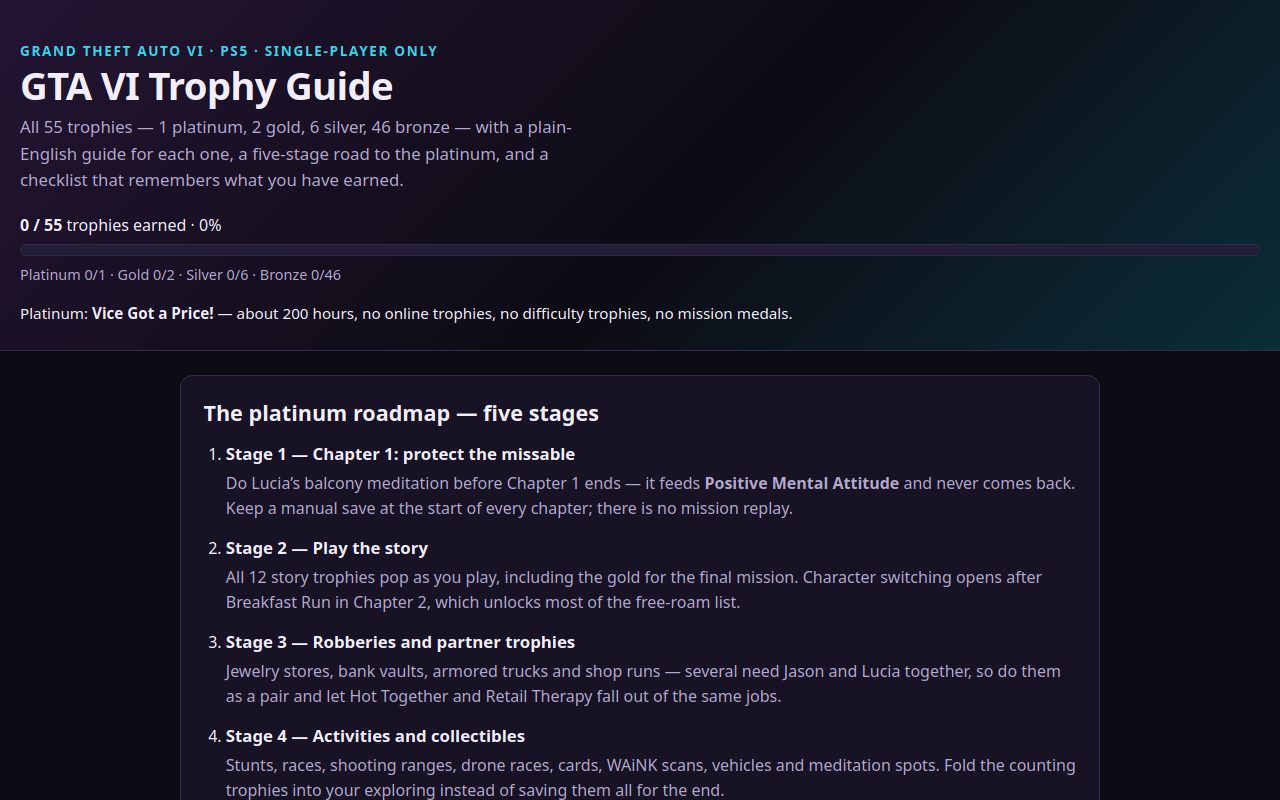 GRAND THEFT AUTO VI · PS5 · SINGLE-PLAYER ONLY
GTA VI Trophy Guide
All 55 trophies — 1 platinum, 2 gold, 6 silver, 46 bronze — with a plain-
English guide for each one, a five-stage road to the platinum, and a
checklist that remembers what you have earned.
0 / 55 trophies earned · 0%
Platinum 0/1 · Gold 0/2 · Silver 0/6 · Bronze 0/46
Platinum: Vice Got a Price! — about 200 hours, no online trophies, no difficulty trophies, no mission medals.
The platinum roadmap — five stages
1. Stage 1 — Chapter 1: protect the missable
Do Lucia’s balcony meditation before Chapter 1 ends — it feeds Positive Mental Attitude and never comes back.
Keep a manual save at the start of every chapter; there is no mission replay.
2. Stage 2 — Play the story
All 12 story trophies pop as you play, including the gold for the final mission. Character switching opens after
Breakfast Run in Chapter 2, which unlocks most of the free-roam list.
3. Stage 3 — Robberies and partner trophies
Jewelry stores, bank vaults, armored trucks and shop runs — several need Jason and Lucia together, so do them
as a pair and let Hot Together and Retail Therapy fall out of the same jobs.
4. Stage 4 — Activities and collectibles
Stunts, races, shooting ranges, drone races, cards, WAiNK scans, vehicles and meditation spots. Fold the counting
trophies into your exploring instead of saving them all for the end.